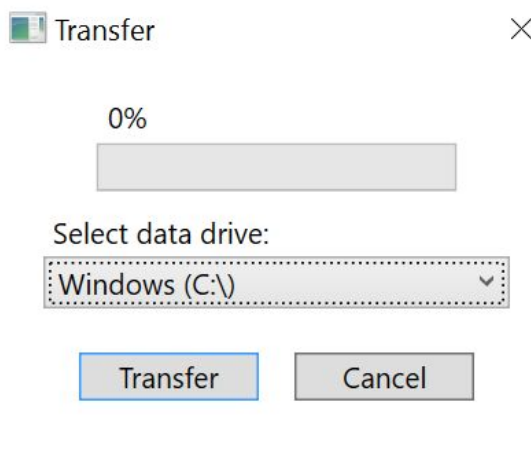 Transfer
0%
Select data drive:
Windows (C:\)
Transfer Cancel